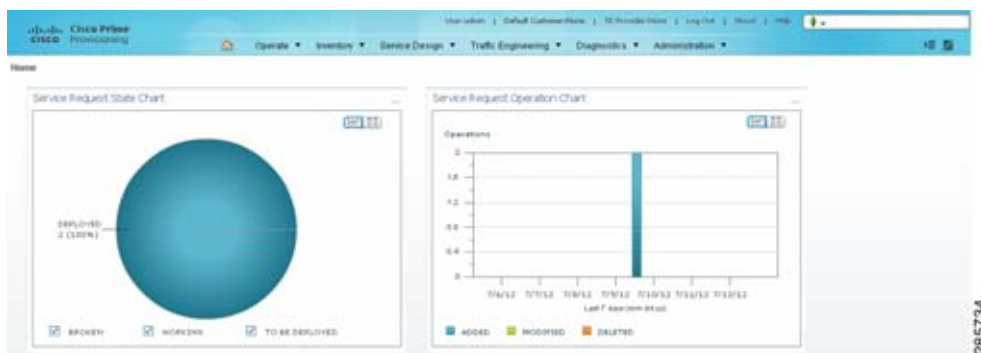 User: admin | Default Customer View | TE Provider: None | Log Out | About | Help
cisco Cisco Prime
Provisioning
Operate Inventory Service Design Traffic Engineering Diagnostics Administration
Home
Service Request State Chart
DEPLOYED
2 (100%)
BROKEN WORKING TO BE DEPLOYED
Service Request Operation Chart
Operations
2
1.6
1.2
0.8
0.4
0
7/6/12 7/7/12 7/8/12 7/9/12 7/10/12 7/11/12 7/12/12
Last 7 days
ADDED MODIFIED DELETED
285734